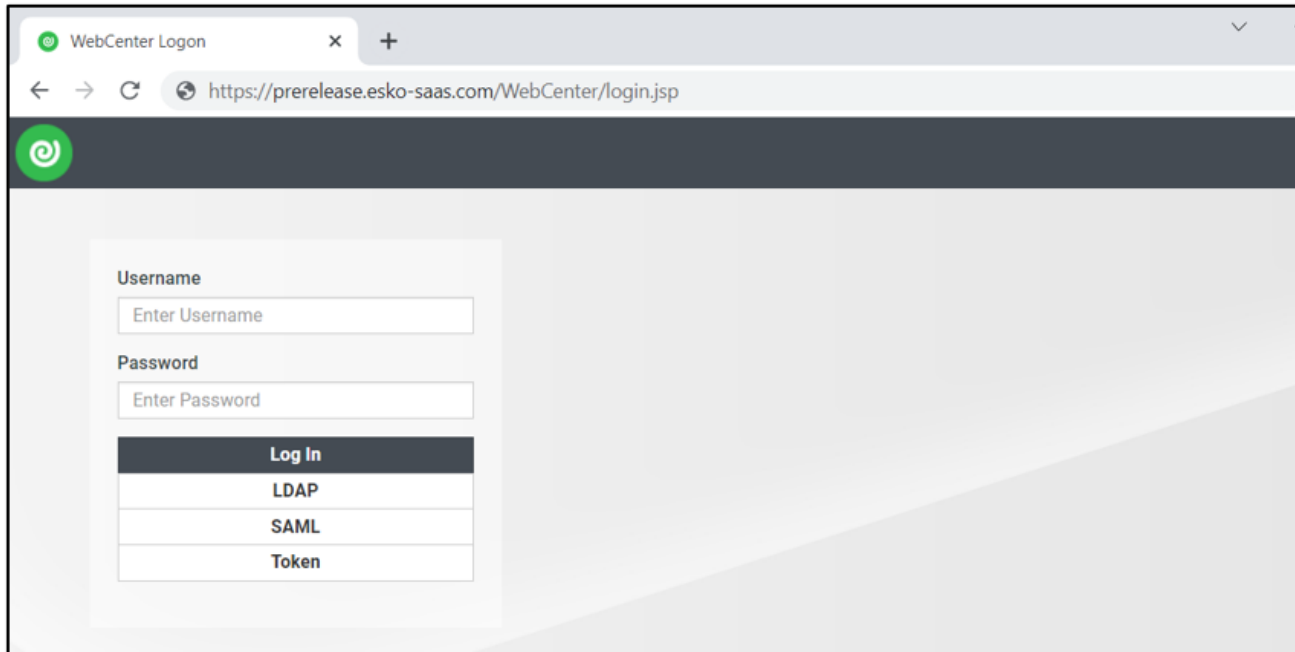 WebCenter Logon
https://prerelease.esko-saas.com/WebCenter/login.jsp
Username
Enter Username
Password
Enter Password
Log In
LDAP
SAML
Token